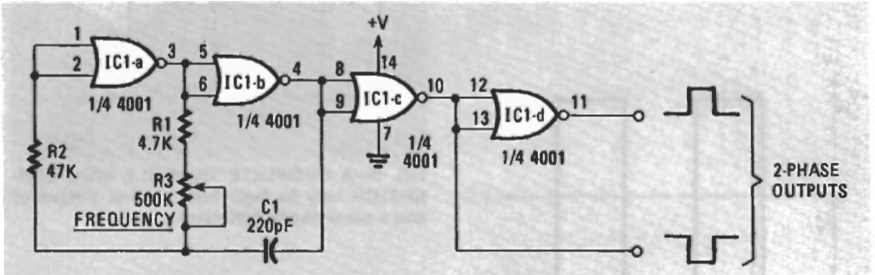 +V
1
2
IC1-a
3
1/4 4001
5
6
IC1-b
4
1/4 4001
8
9
14
IC1-c
7
10
1/4
4001
12
13
IC1-d
11
1/4 4001
R2
47K
R1
4.7K
R3
500K
FREQUENCY
C1
220pF
2-PHASE
OUTPUTS